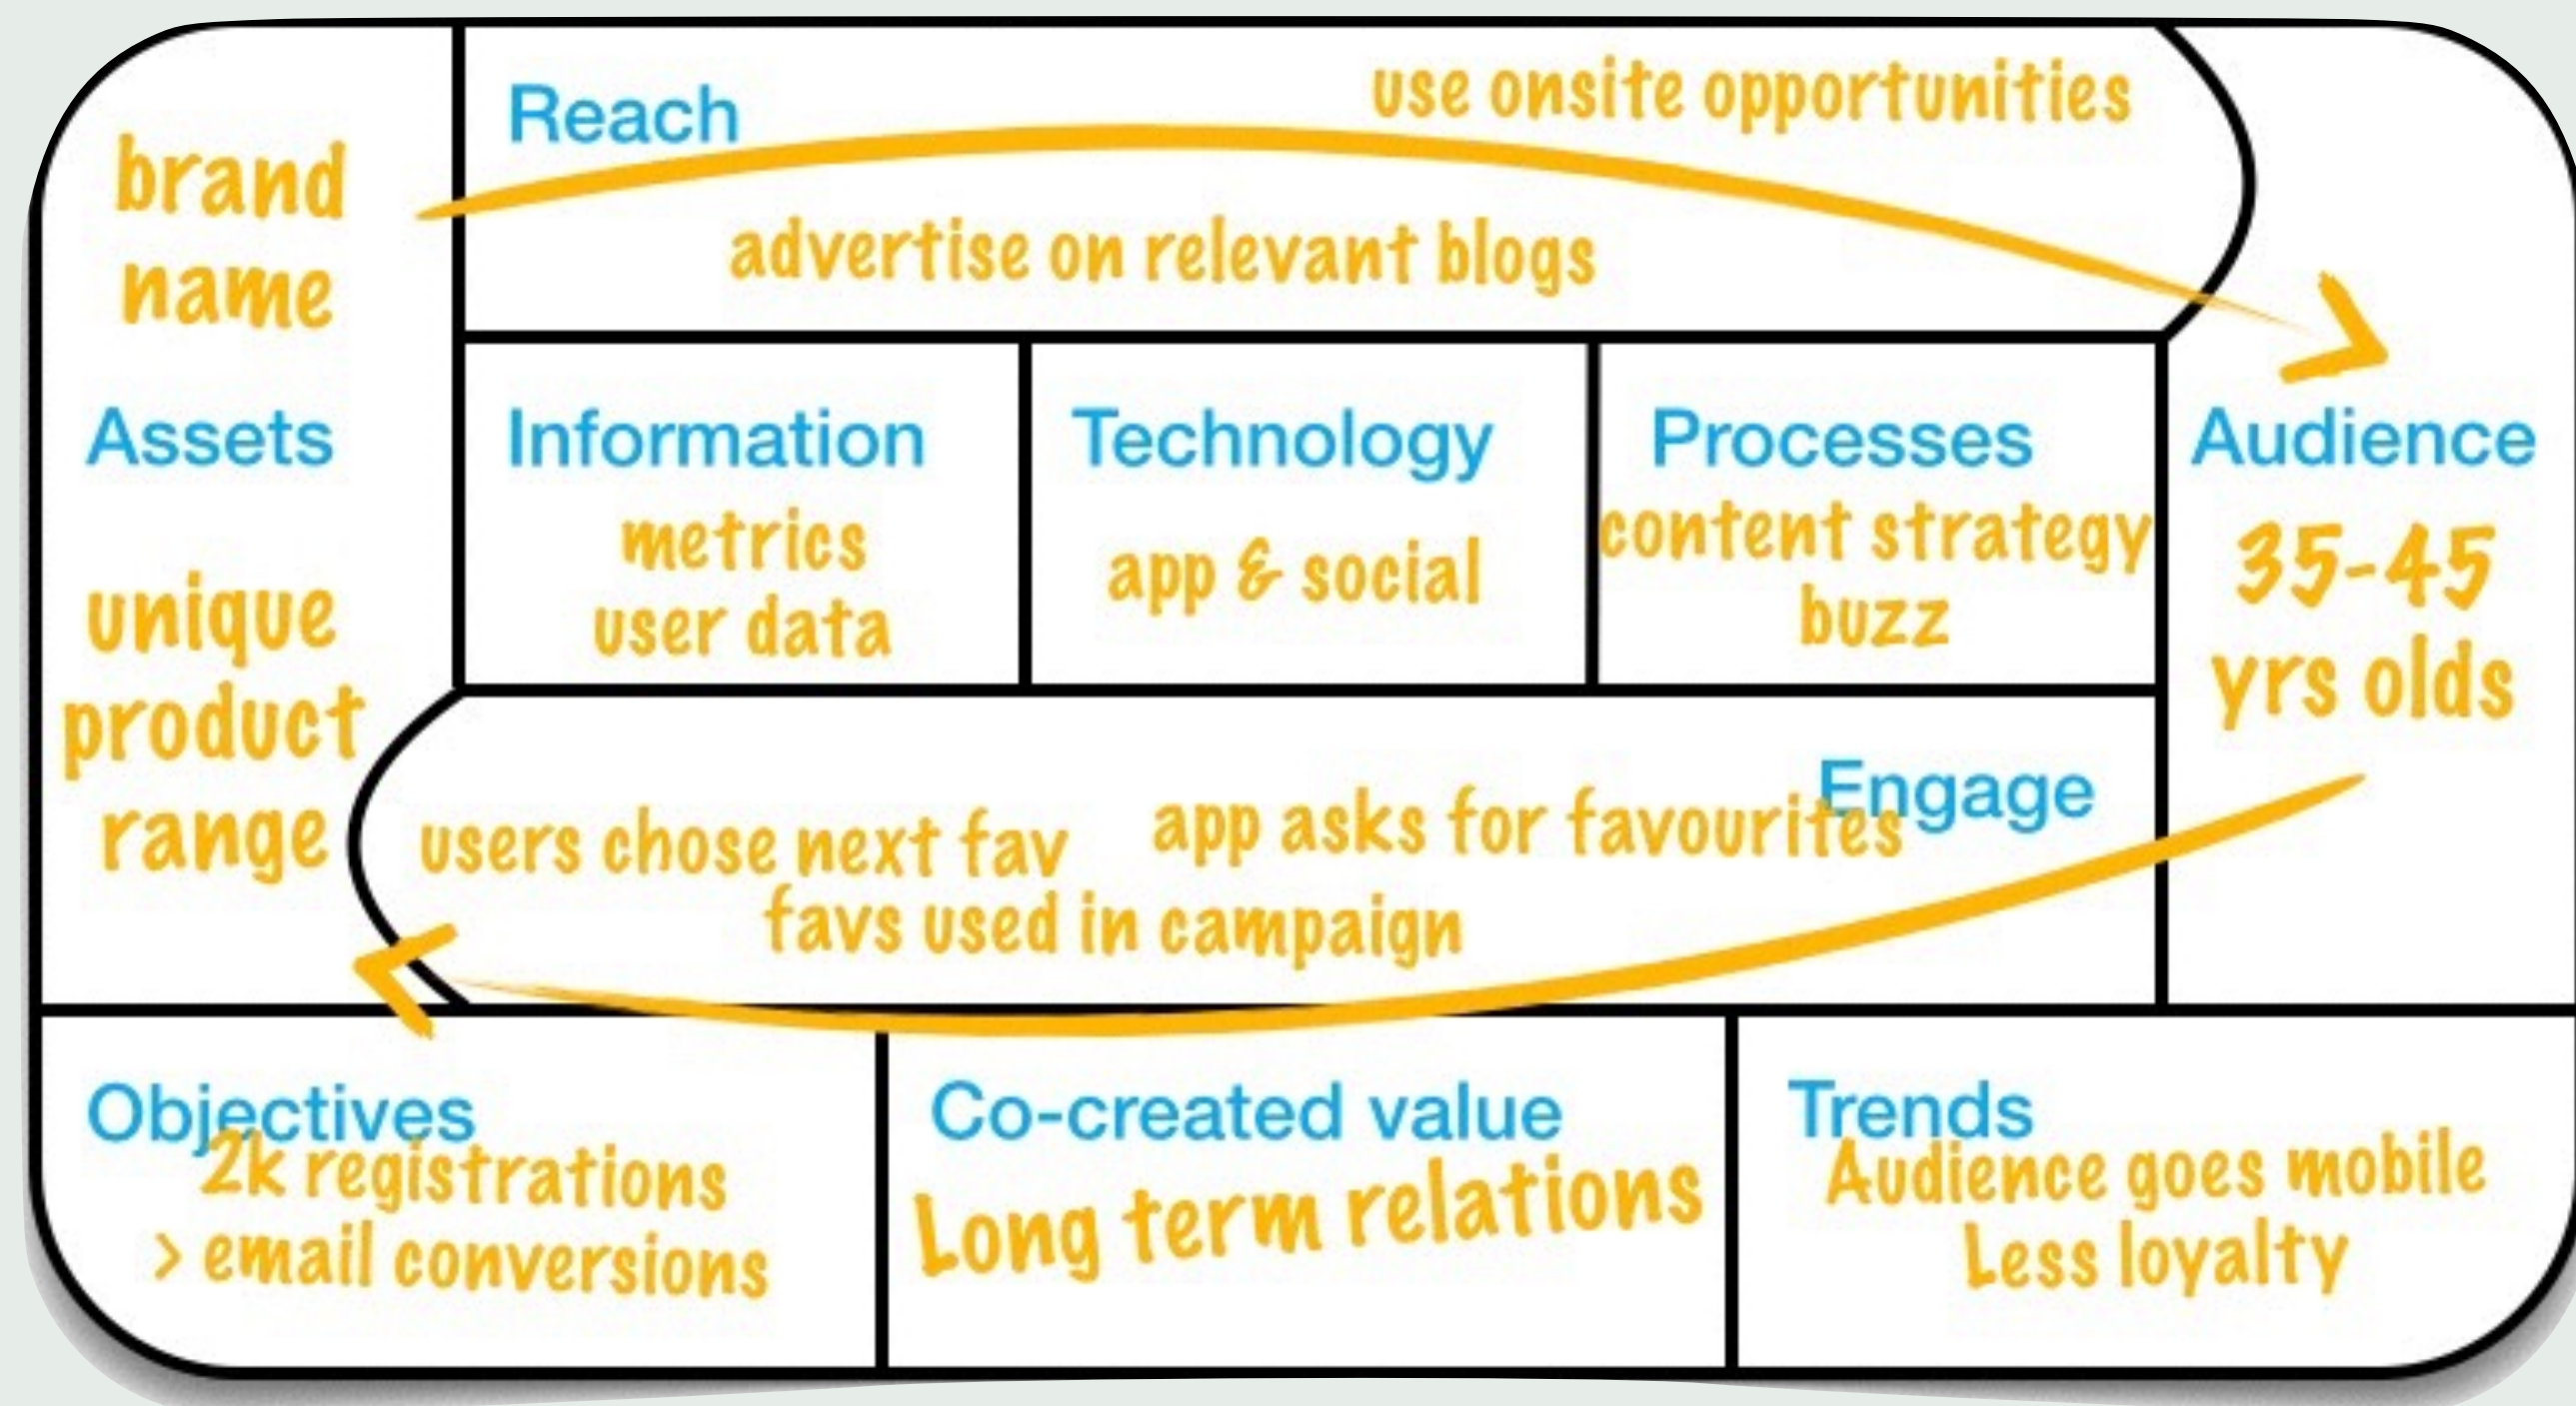 brand
name
Assets
unique
product
range
Reach
use onsite opportunities
advertise on relevant blogs
Information
metrics
user data
Technology
app & social
Processes
content strategy
buzz
Audience
35-45
yrs olds
Engage
app asks for favourites
users chose next fav
favs used in campaign
Objectives
2k registrations
> email conversions
Co-created value
Long term relations
Trends
Audience goes mobile
Less loyalty